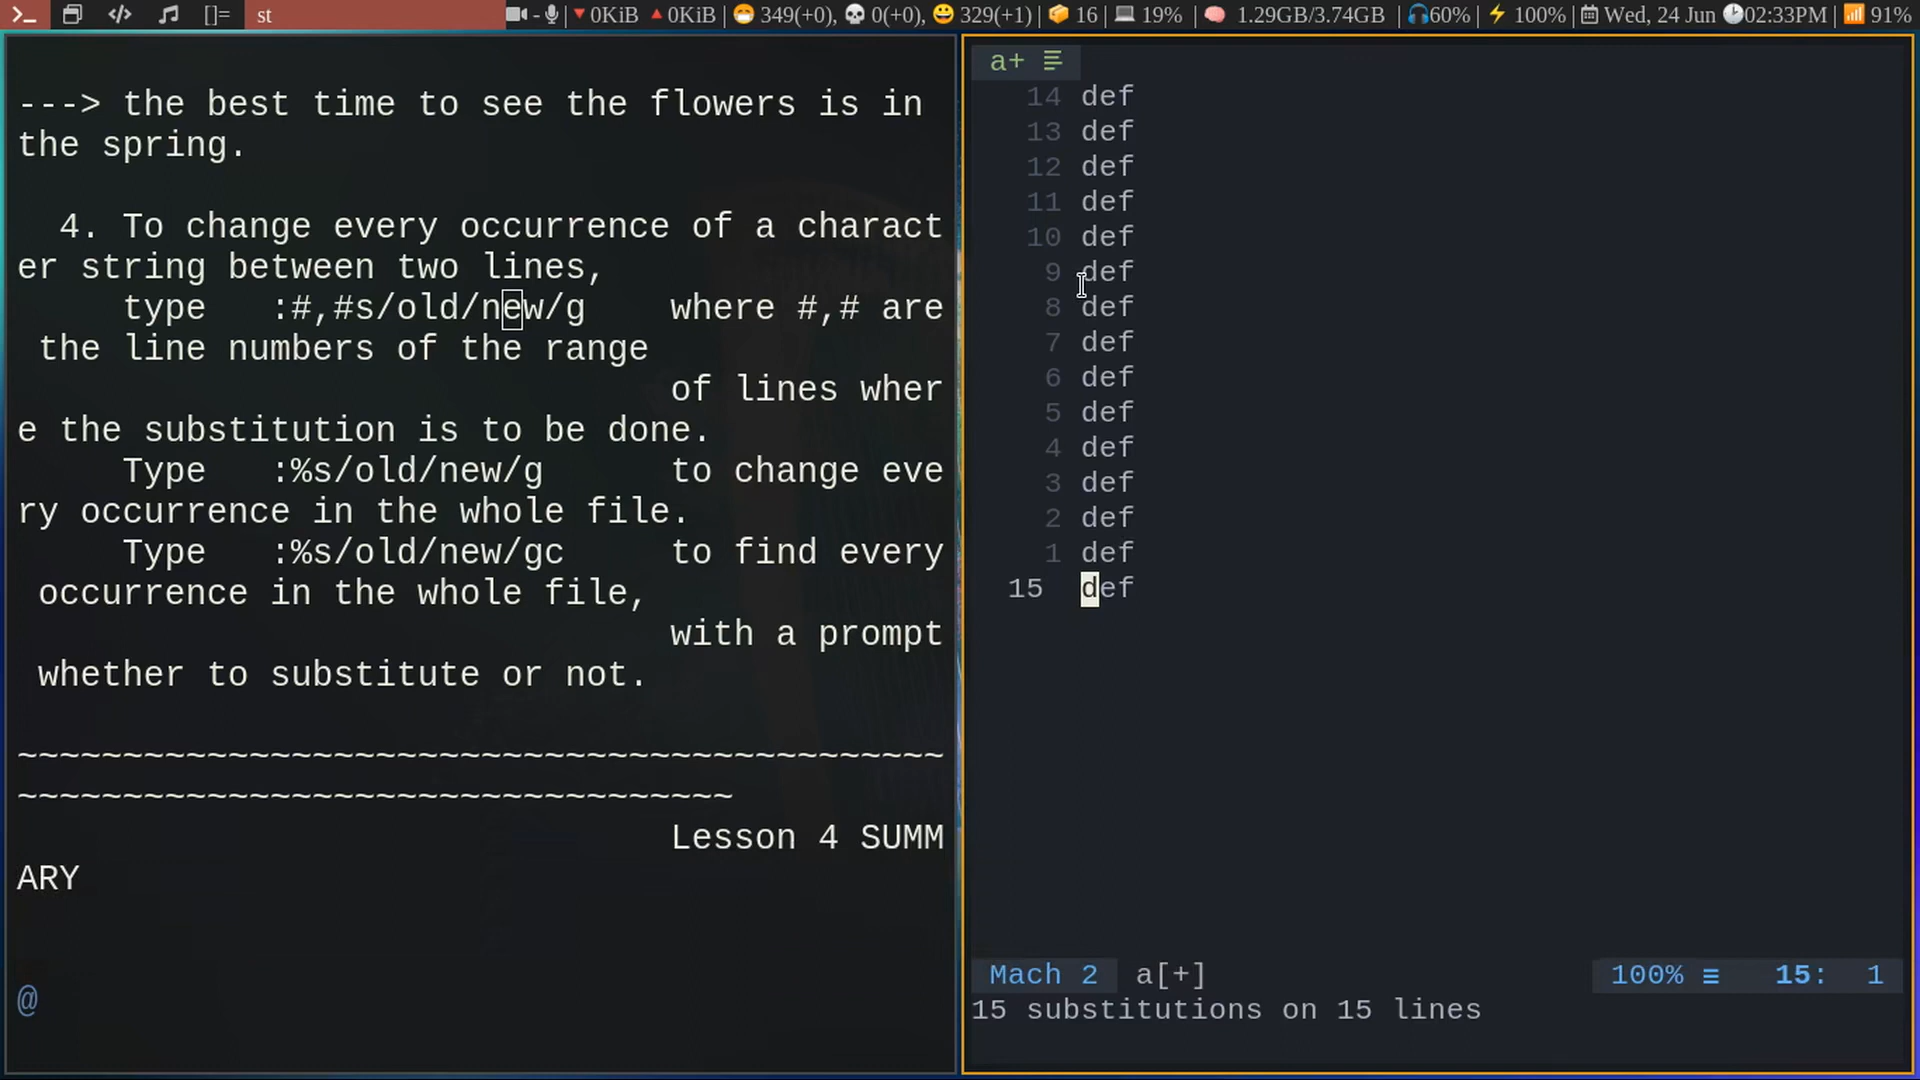 []= st - | ▼ 0KiB ▲ 0KiB | 349(+0), 0(+0), 329(+1) | 16 | 19% | 1.29GB/3.74GB | 60% | 100% | Wed, 24 Jun 02:33PM | 91%
---> the best time to see the flowers is in
the spring.
4. To change every occurrence of a charact
er string between two lines,
type :#,#s/old/new/g where #,# are
the line numbers of the range
of lines wher
e the substitution is to be done.
Type :%s/old/new/g to change eve
ry occurrence in the whole file.
Type :%s/old/new/gc to find every
occurrence in the whole file,
with a prompt
whether to substitute or not.
~~~~~~~~~~~~~~~~~~~~~~~~~~~~~~~~~~~~~~~~~~~~
~~~~~~~~~~~~~~~~~~~~~~~~~~~~~~~~~~
Lesson 4 SUMM
ARY
@
a+
14 def
13 def
12 def
11 def
10 def
9 def
8 def
7 def
6 def
5 def
4 def
3 def
2 def
1 def
15 def
Mach 2 a[+] 100% ≡ 15: 1
15 substitutions on 15 lines